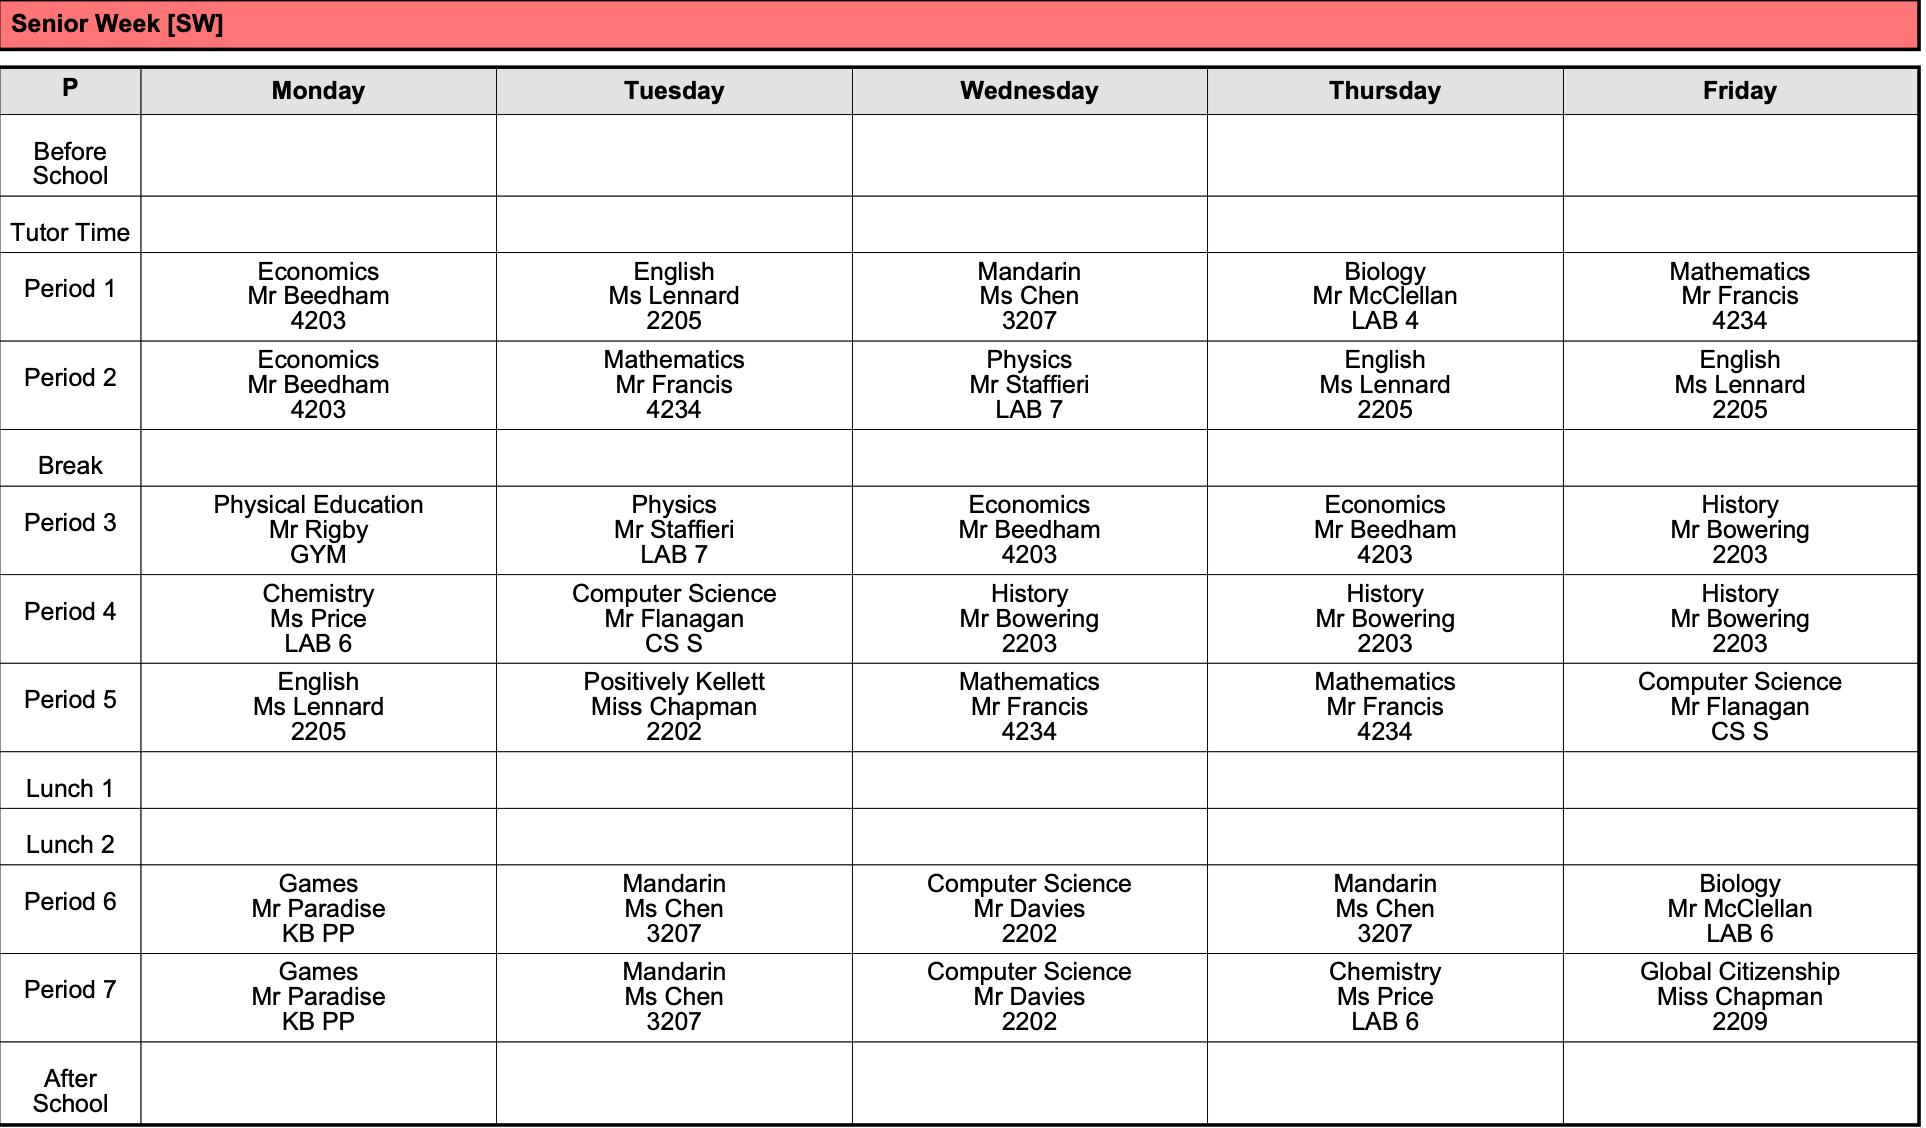 Senior Week [SW]
P Monday Tuesday Wednesday Thursday Friday
Before
School
Tutor Time
Period 1
Economics
Mr Beedham
4203
English
Ms Lennard
2205
Mandarin
Ms Chen
3207
Biology
Mr McClellan
LAB 4
Mathematics
Mr Francis
4234
Period 2
Economics
Mr Beedham
4203
Mathematics
Mr Francis
4234
Physics
Mr Staffieri
LAB 7
English
Ms Lennard
2205
English
Ms Lennard
2205
Break
Period 3
Physical Education
Mr Rigby
GYM
Physics
Mr Staffieri
LAB 7
Economics
Mr Beedham
4203
Economics
Mr Beedham
4203
History
Mr Bowering
2203
Period 4
Chemistry
Ms Price
LAB 6
Computer Science
Mr Flanagan
CS S
History
Mr Bowering
2203
History
Mr Bowering
2203
History
Mr Bowering
2203
Period 5
English
Ms Lennard
2205
Positively Kellett
Miss Chapman
2202
Mathematics
Mr Francis
4234
Mathematics
Mr Francis
4234
Computer Science
Mr Flanagan
CS S
Lunch 1
Lunch 2
Period 6
Games
Mr Paradise
KB PP
Mandarin
Ms Chen
3207
Computer Science
Mr Davies
2202
Mandarin
Ms Chen
3207
Biology
Mr McClellan
LAB 6
Period 7
Games
Mr Paradise
KB PP
Mandarin
Ms Chen
3207
Computer Science
Mr Davies
2202
Chemistry
Ms Price
LAB 6
Global Citizenship
Miss Chapman
2209
After
School